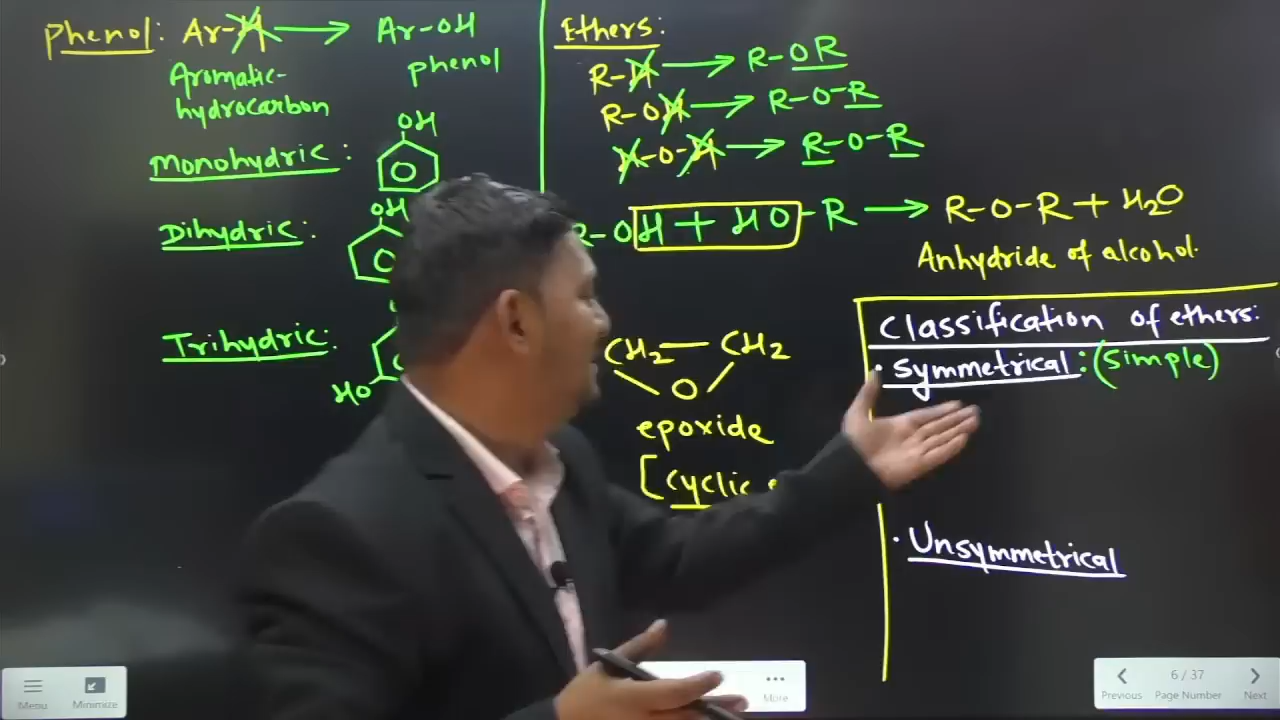 Phenol: Ar-H → Ar-OH
Aromatic-
hydrocarbon
phenol
Monohydric:
OH
Dihydric:
OH
Trihydric:
HO
Ethers:
R-H → R-OR
R-OH → R-O-R
H-O-H → R-O-R
R-OH + HO-R → R-O-R + H2O
Anhydride of alcohol.
CH2 — CH2
O
epoxide
[cyclic
Classification of ethers:
· Symmetrical: (simple)
· Unsymmetrical
Menu
Minimize
More
Previous
6 / 37
Page Number
Next